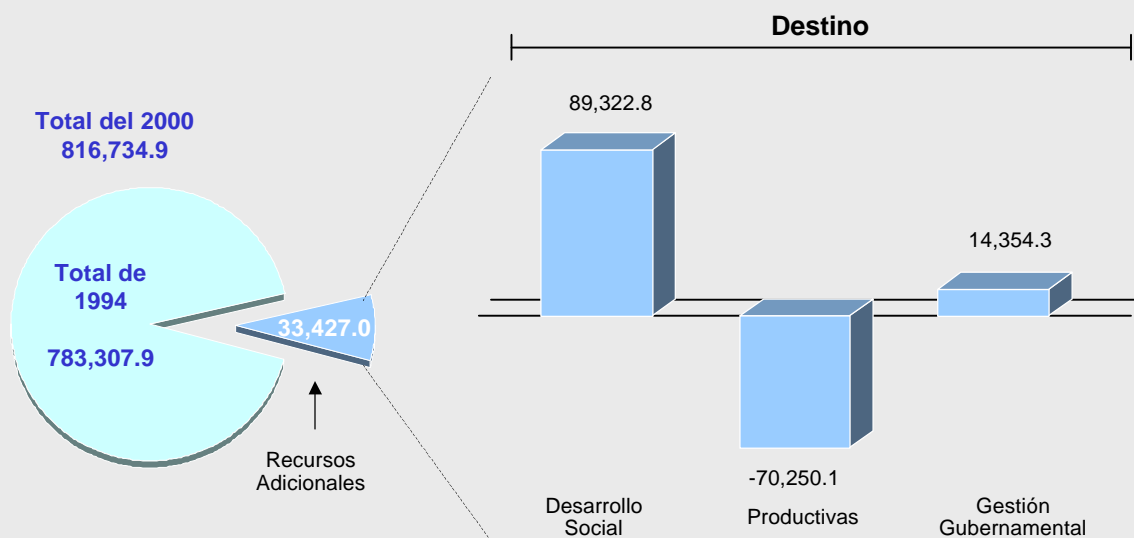 Destino
Total del 2000
816,734.9
Total de
1994
783,307.9
33,427.0
Recursos
Adicionales
89,322.8
-70,250.1
14,354.3
Desarrollo
Social
Productivas
Gestión
Gubernamental